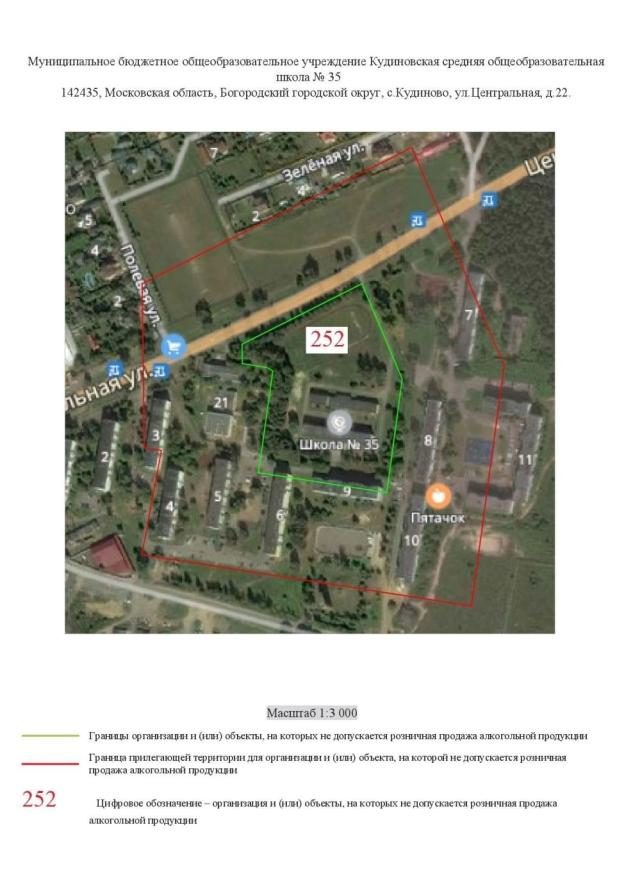 Муниципальное бюджетное общеобразовательное учреждение Кудиновская средняя общеобразовательная
школа № 35
142435, Московская область, Богородский городской округ, с.Кудиново, ул.Центральная, д.22.
7
Зелёная ул.
Це
4
2
5
4
Полевая ул.
2
7
252
льная ул.
21
3
Школа № 35
8
2
11
9
4
5
6
Пятачок
10
Масштаб 1:3 000
Границы организации и (или) объекты, на которых не допускается розничная продажа алкогольной продукции
Граница прилегающей территории для организации и (или) объекта, на которой не допускается розничная
продажа алкогольной продукции
252
Цифровое обозначение – организация и (или) объекты, на которых не допускается розничная продажа
алкогольной продукции